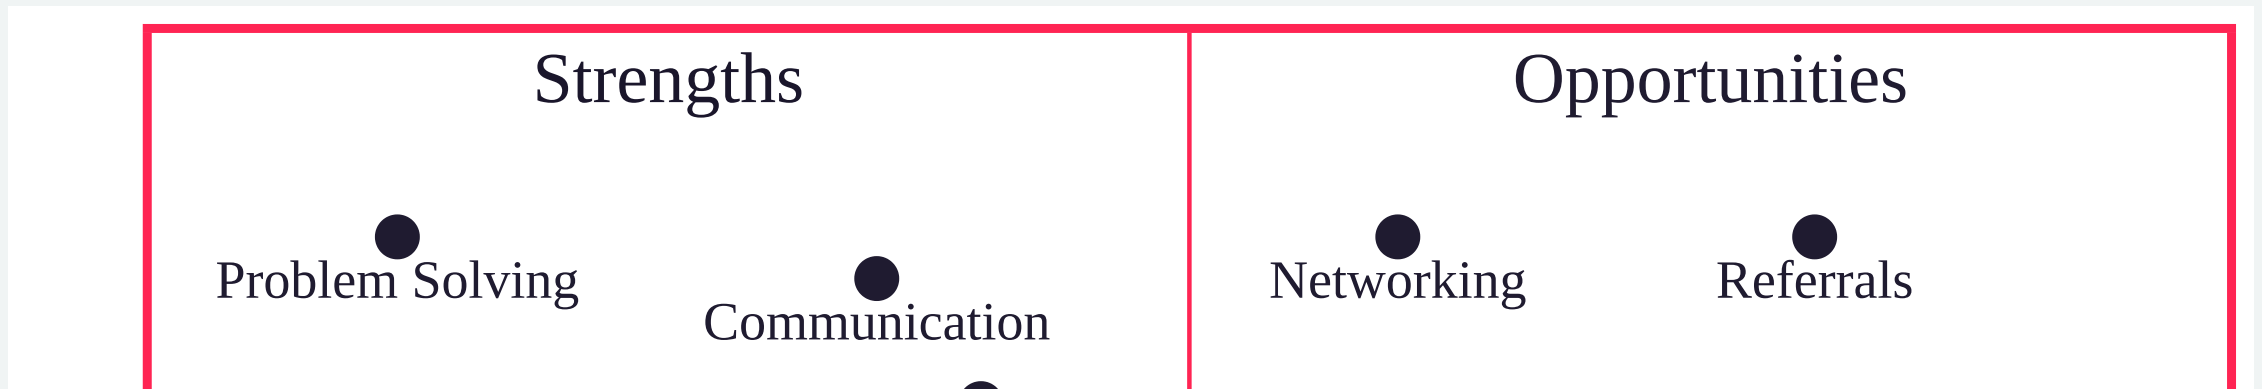 Strengths
Opportunities
Problem Solving
Communication
Networking
Referrals